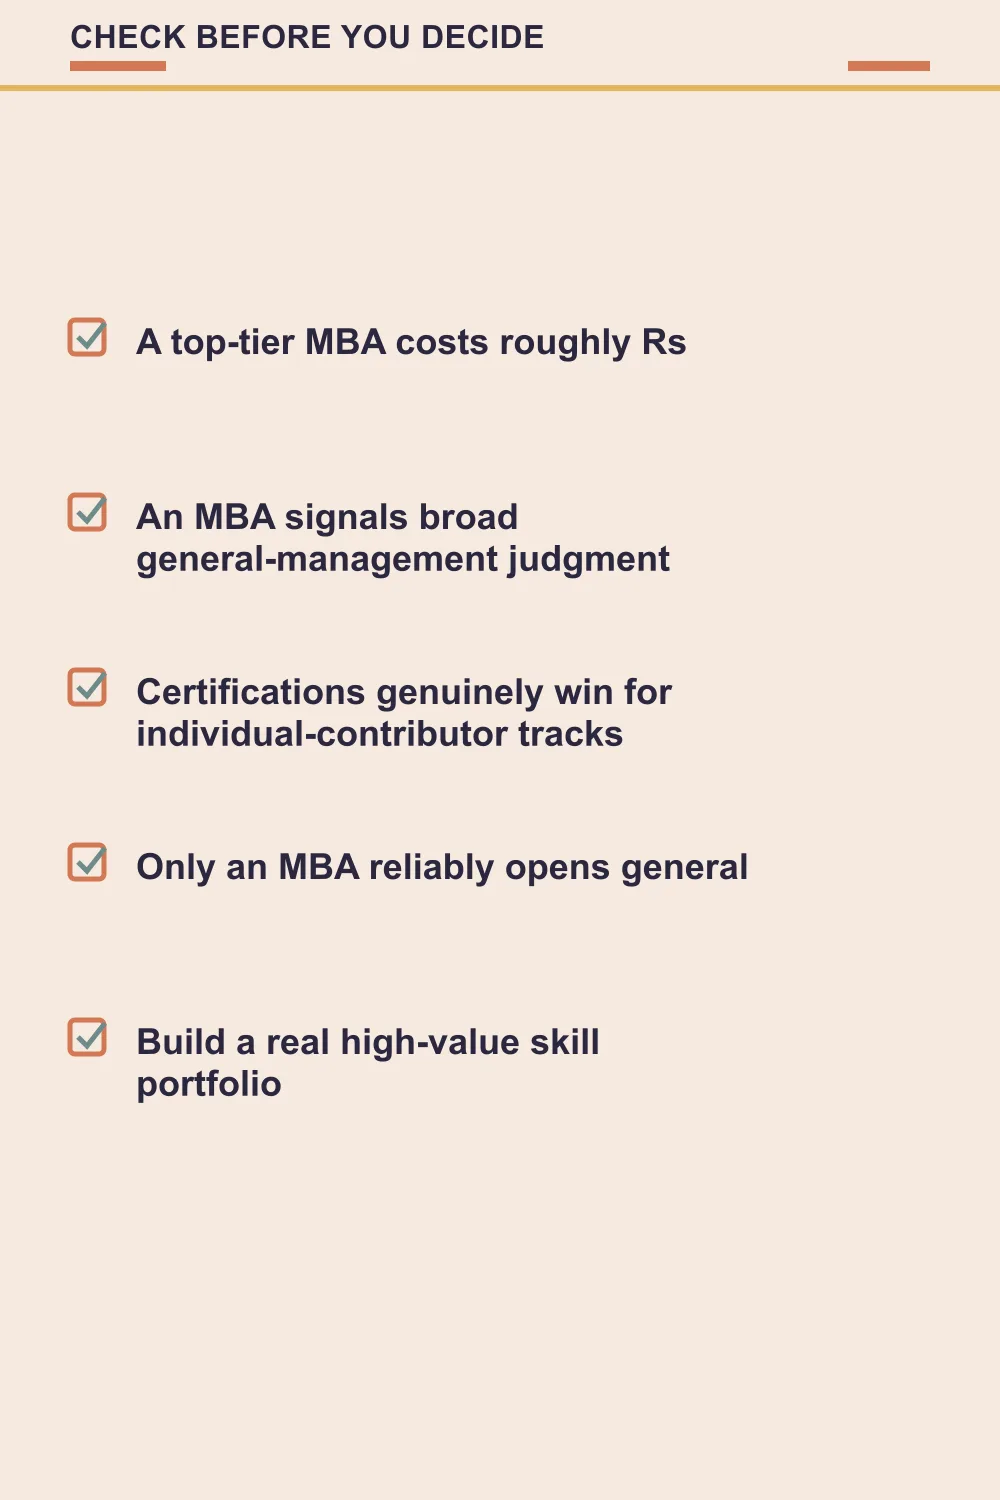 CHECK BEFORE YOU DECIDE
A top-tier MBA costs roughly Rs
An MBA signals broad
general-management judgment
Certifications genuinely win for
individual-contributor tracks
Only an MBA reliably opens general
Build a real high-value skill
portfolio